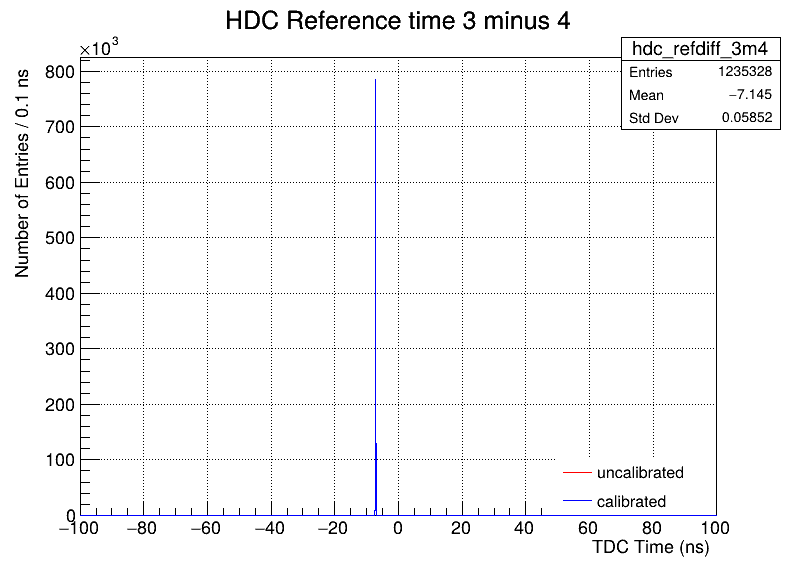 HDC Reference time 3 minus 4
×10³
hdc_refdiff_3m4
Entries 1235328
Mean −7.145
Std Dev 0.05852
Number of Entries / 0.1 ns
800
700
600
500
400
300
200
100
0
uncalibrated
calibrated
−100 −80 −60 −40 −20 0 20 40 60 80 100
TDC Time (ns)